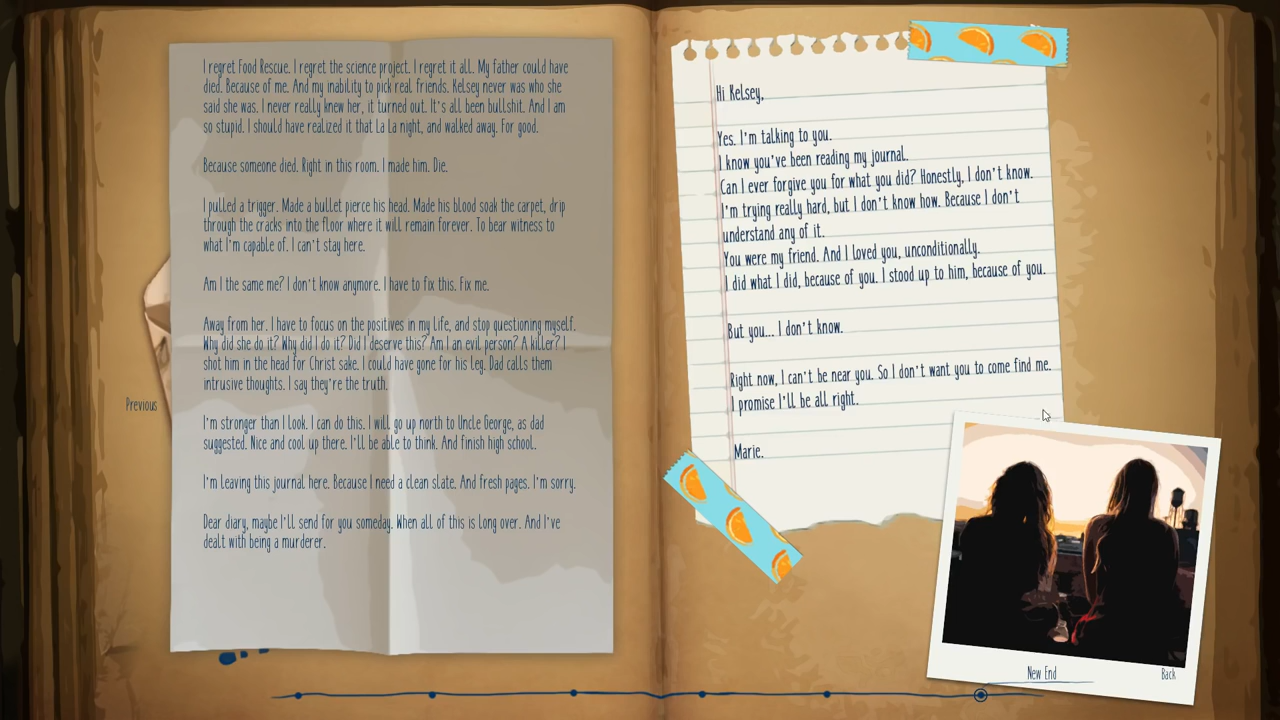 I regret Food Rescue. I regret the science project. I regret it all. My father could have
died. Because of me. And my inability to pick real friends. Kelsey never was who she
said she was. I never really knew her, it turned out. It's all been bullshit. And I am
so stupid. I should have realized it that La La night, and walked away. For good.
Because someone died. Right in this room. I made him. Die.
I pulled a trigger. Made a bullet pierce his head. Made his blood soak the carpet, drip
through the cracks into the floor where it will remain forever. To bear witness to
what I'm capable of. I can't stay here.
Am I the same me? I don't know anymore. I have to fix this. Fix me.
Away from her. I have to focus on the positives in my life, and stop questioning myself.
Why did she do it? Why did I do it? Did I deserve this? Am I an evil person? A killer? I
shot him in the head for Christ sake. I could have gone for his leg. Dad calls them
intrusive thoughts. I say they're the truth.
I'm stronger than I look. I can do this. I will go up north to Uncle George, as dad
suggested. Nice and cool up there. I'll be able to think. And finish high school.
I'm leaving this journal here. Because I need a clean slate. And fresh pages. I'm sorry.
Dear diary, maybe I'll send for you someday. When all of this is long over. And I've
dealt with being a murderer.
Previous
Hi Kelsey,
Yes. I'm talking to you.
I know you've been reading my journal.
Can I ever forgive you for what you did? Honestly, I don't know.
I'm trying really hard, but I don't know how. Because I don't
understand any of it.
You were my friend. And I loved you, unconditionally.
I did what I did, because of you. I stood up to him, because of you.
But you... I don't know.
Right now, I can't be near you. So I don't want you to come find me.
I promise I'll be all right.
Marie.
New End
Back